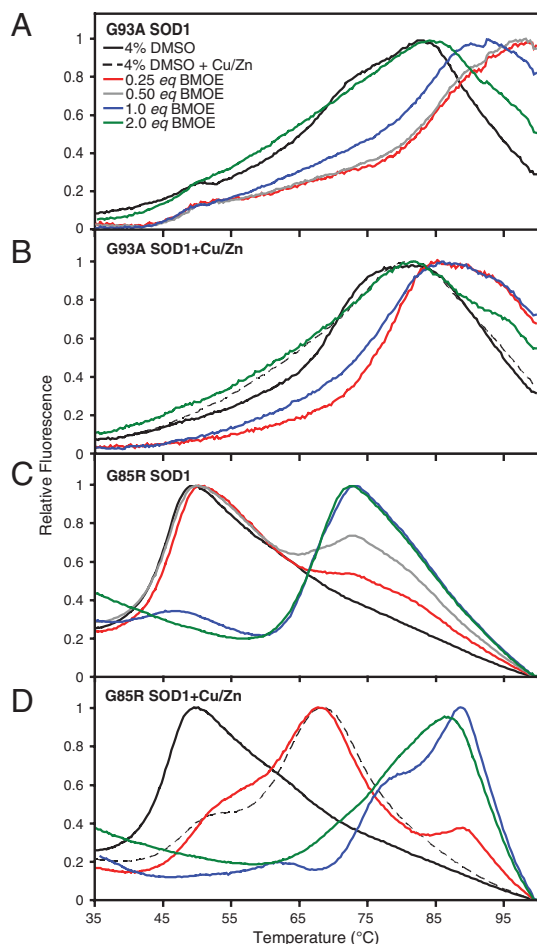 A
G93A SOD1
4% DMSO
4% DMSO + Cu/Zn
0.25 eq BMOE
0.50 eq BMOE
1.0 eq BMOE
2.0 eq BMOE
1
0.8
0.6
0.4
0.2
0
B
G93A SOD1+Cu/Zn
1
0.8
0.6
0.4
0.2
0
Relative Fluorescence
C
G85R SOD1
1
0.8
0.6
0.4
0.2
0
D
G85R SOD1+Cu/Zn
1
0.8
0.6
0.4
0.2
0
35 45 55 65 75 85 95
Temperature (°C)